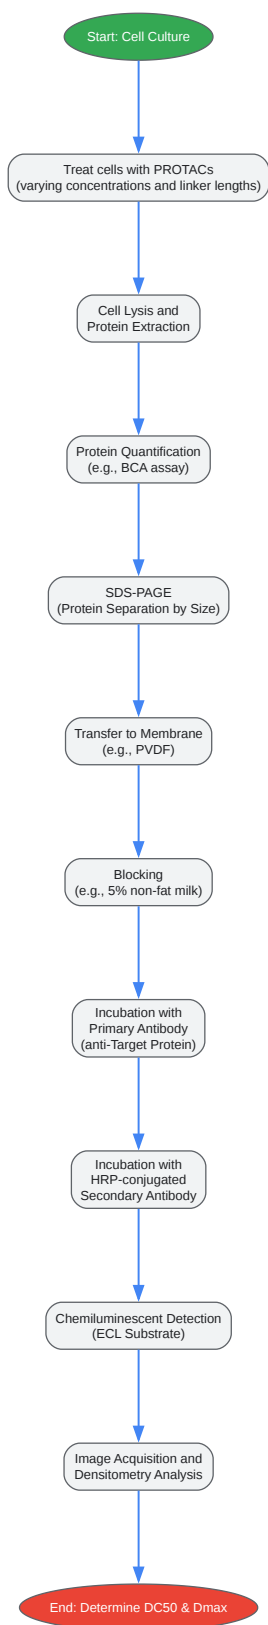 Start: Cell Culture
Treat cells with PROTACs
(varying concentrations and linker lengths)
Cell Lysis and
Protein Extraction
Protein Quantification
(e.g., BCA assay)
SDS-PAGE
(Protein Separation by Size)
Transfer to Membrane
(e.g., PVDF)
Blocking
(e.g., 5% non-fat milk)
Incubation with
Primary Antibody
(anti-Target Protein)
Incubation with
HRP-conjugated
Secondary Antibody
Chemiluminescent Detection
(ECL Substrate)
Image Acquisition and
Densitometry Analysis
End: Determine DC50 & Dmax